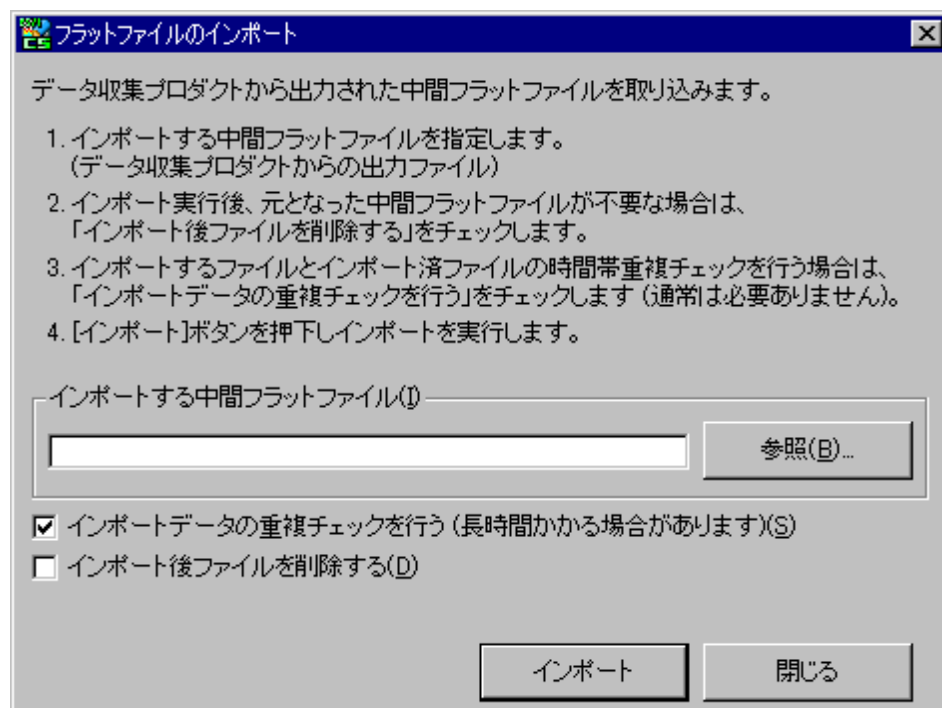 フラットファイルのインポート
データ収集プロダクトから出力された中間フラットファイルを取り込みます。
1. インポートする中間フラットファイルを指定します。
(データ収集プロダクトからの出力ファイル)
2. インポート実行後、元となった中間フラットファイルが不要な場合は、
「インポート後ファイルを削除する」をチェックします。
3. インポートするファイルとインポート済ファイルの時間帯重複チェックを行う場合は、
「インポートデータの重複チェックを行う」をチェックします (通常は必要ありません)。
4. [インポート]ボタンを押下しインポートを実行します。
インポートする中間フラットファイル(I)
参照(B)...
インポートデータの重複チェックを行う (長時間かかる場合があります)(S)
インポート後ファイルを削除する(D)
インポート
閉じる